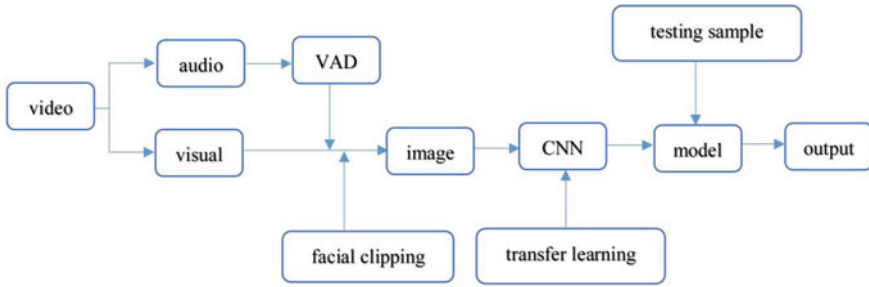 testing sample
audio
VAD
video
visual
image
CNN
model
output
facial clipping
transfer learning